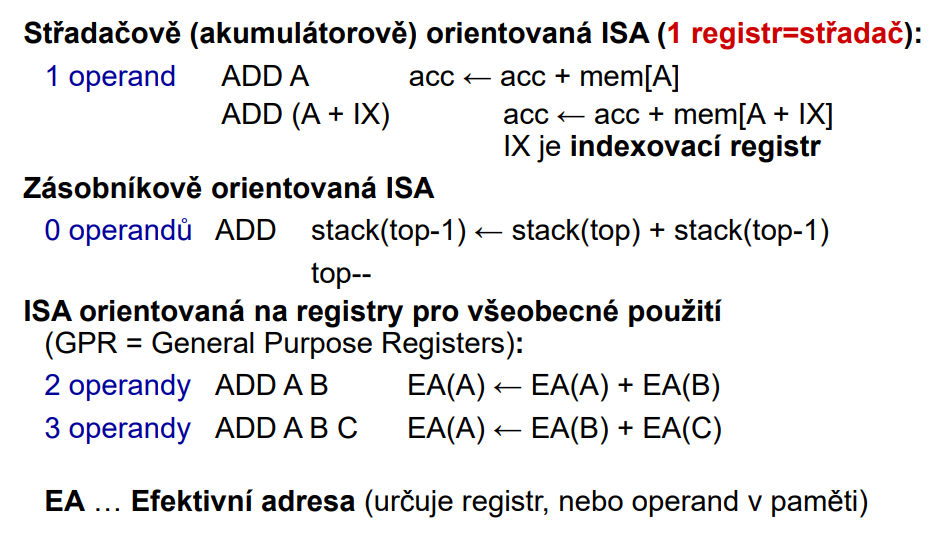 Střadačově (akumulátorově) orientovaná ISA (1 registr=střadač):
1 operand ADD A acc ← acc + mem[A]
ADD (A + IX) acc ← acc + mem[A + IX]
IX je indexovací registr
Zásobníkově orientovaná ISA
0 operandů ADD stack(top-1) ← stack(top) + stack(top-1)
top--
ISA orientovaná na registry pro všeobecné použití
(GPR = General Purpose Registers):
2 operandy ADD A B EA(A) ← EA(A) + EA(B)
3 operandy ADD A B C EA(A) ← EA(B) + EA(C)
EA … Efektivní adresa (určuje registr, nebo operand v paměti)